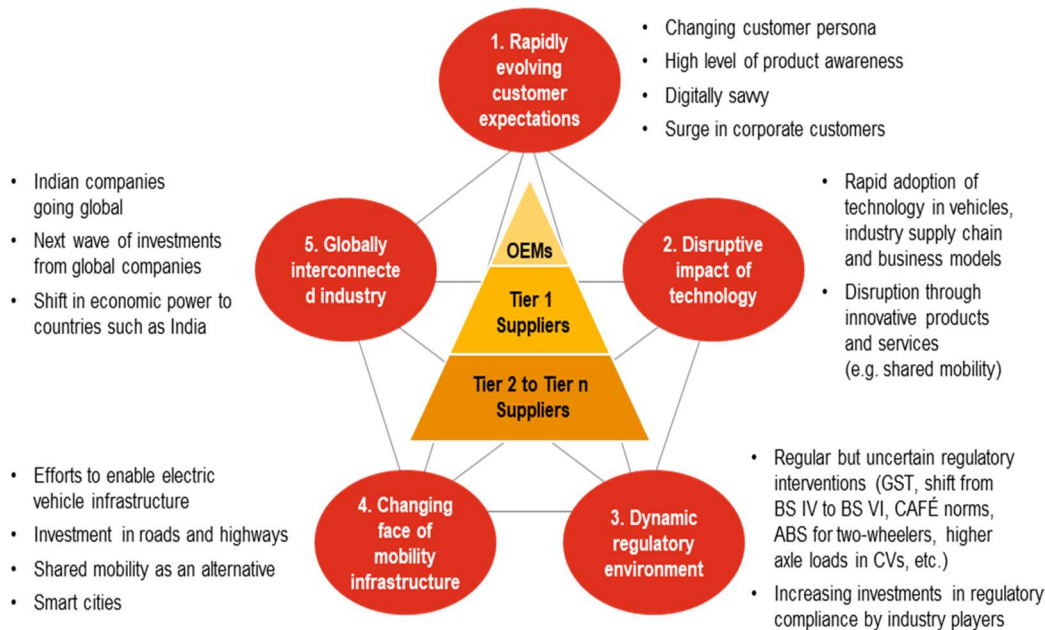 1. Rapidly
evolving
customer
expectations
• Changing customer persona
• High level of product awareness
• Digitally savvy
• Surge in corporate customers
2. Disruptive
impact of
technology
• Rapid adoption of
technology in vehicles,
industry supply chain
and business models
• Disruption through
innovative products
and services
(e.g. shared mobility)
3. Dynamic
regulatory
environment
• Regular but uncertain regulatory
interventions (GST, shift from
BS IV to BS VI, CAFÉ norms,
ABS for two-wheelers, higher
axle loads in CVs, etc.)
• Increasing investments in regulatory
compliance by industry players
4. Changing
face of
mobility
infrastructure
• Efforts to enable electric
vehicle infrastructure
• Investment in roads and highways
• Shared mobility as an alternative
• Smart cities
5. Globally
interconnecte
d industry
• Indian companies
going global
• Next wave of investments
from global companies
• Shift in economic power to
countries such as India
OEMs
Tier 1
Suppliers
Tier 2 to Tier n
Suppliers